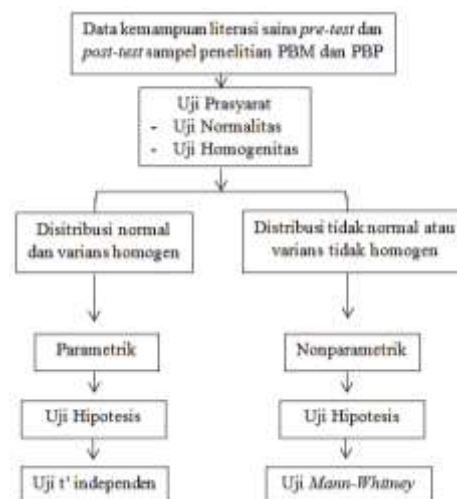 Data kemampuan literasi sains pre-test dan
post-test sampel penelitian PBM dan PBP
Uji Prasyarat
- Uji Normalitas
- Uji Homogenitas
Disitribusi normal
dan varians homogen
Distribusi tidak normal atau
varians tidak homogen
Parametrik
Nonparametrik
Uji Hipotesis
Uji Hipotesis
Uji t' independen
Uji Mann-Whitney